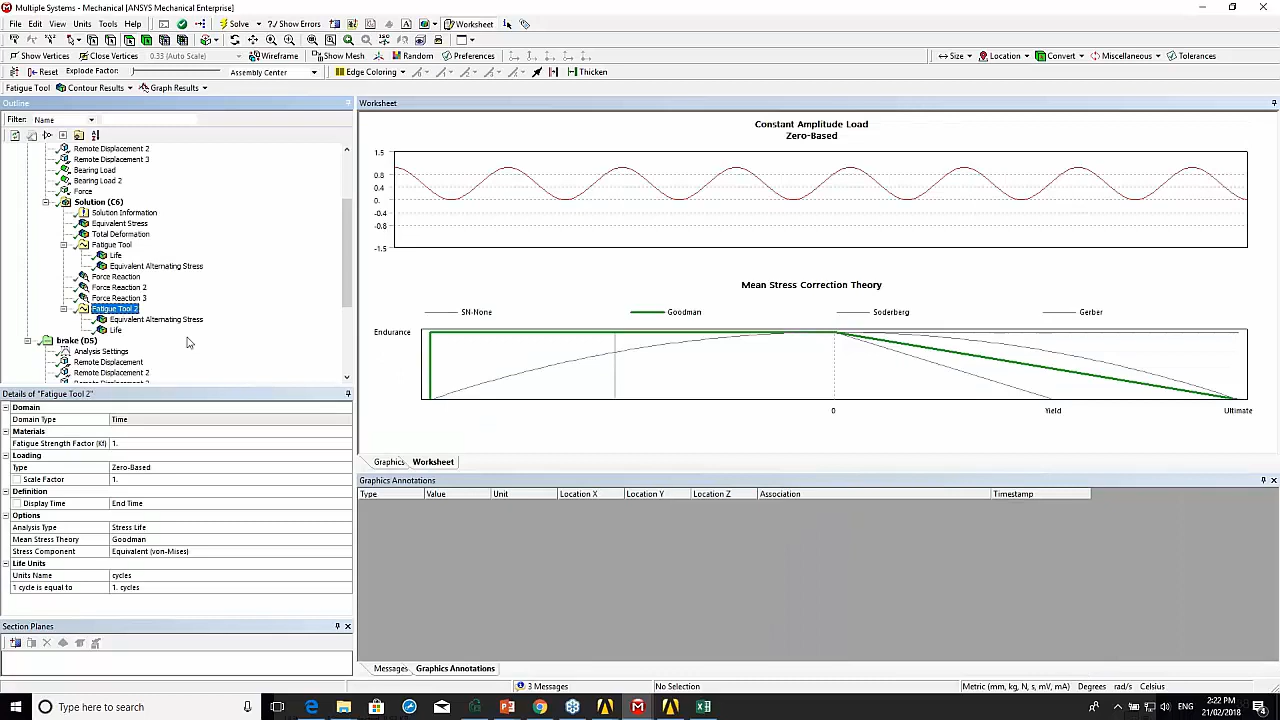 Multiple Systems - Mechanical [ANSYS Mechanical Enterprise]
File Edit View Units Tools Help Solve Show Errors Worksheet
Show Vertices Close Vertices 0.33 (Auto Scale) Wireframe Show Mesh Random Preferences Size Location Convert Miscellaneous Tolerances
Reset Explode Factor: Assembly Center Edge Coloring Thicken
Fatigue Tool Contour Results Graph Results
Outline
Filter: Name
Remote Displacement 2
Remote Displacement 3
Bearing Load
Bearing Load 2
Force
Solution (C6)
Solution Information
Equivalent Stress
Total Deformation
Fatigue Tool
Life
Equivalent Alternating Stress
Force Reaction
Force Reaction 2
Force Reaction 3
Fatigue Tool 2
Equivalent Alternating Stress
Life
brake (D5)
Analysis Settings
Remote Displacement
Remote Displacement 2
Details of "Fatigue Tool 2"
Domain
Domain Type Time
Materials
Fatigue Strength Factor (Kf) 1.
Loading
Type Zero-Based
Scale Factor 1.
Definition
Display Time End Time
Options
Analysis Type Stress Life
Mean Stress Theory Goodman
Stress Component Equivalent (von-Mises)
Life Units
Units Name cycles
1 cycle is equal to 1. cycles
Section Planes
Worksheet
Constant Amplitude Load
Zero-Based
1.5
0.8
0.4
0.
-0.4
-0.8
-1.5
Mean Stress Correction Theory
SN-None Goodman Soderberg Gerber
Endurance
0 Yield Ultimate
Graphics Worksheet
Graphics Annotations
Type Value Unit Location X Location Y Location Z Association Timestamp
Messages Graphics Annotations
3 Messages No Selection Metric (mm, kg, N, s, mV, mA) Degrees rad/s Celsius
Type here to search
ENG
2:22 PM
21/02/2018